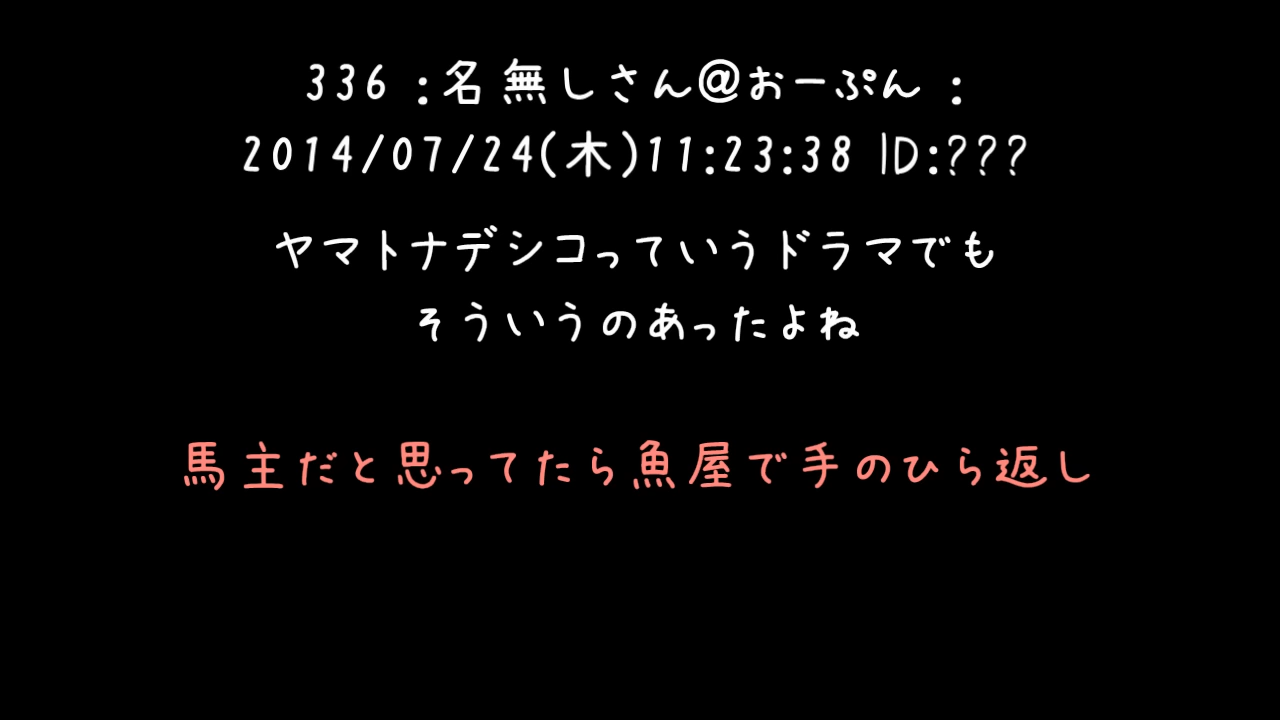 336 :名無しさん@おーぷん :
2014/07/24(木)11:23:38 ID:???
ヤマトナデシコっていうドラマでも
そういうのあったよね
馬主だと思ってたら魚屋で手のひら返し